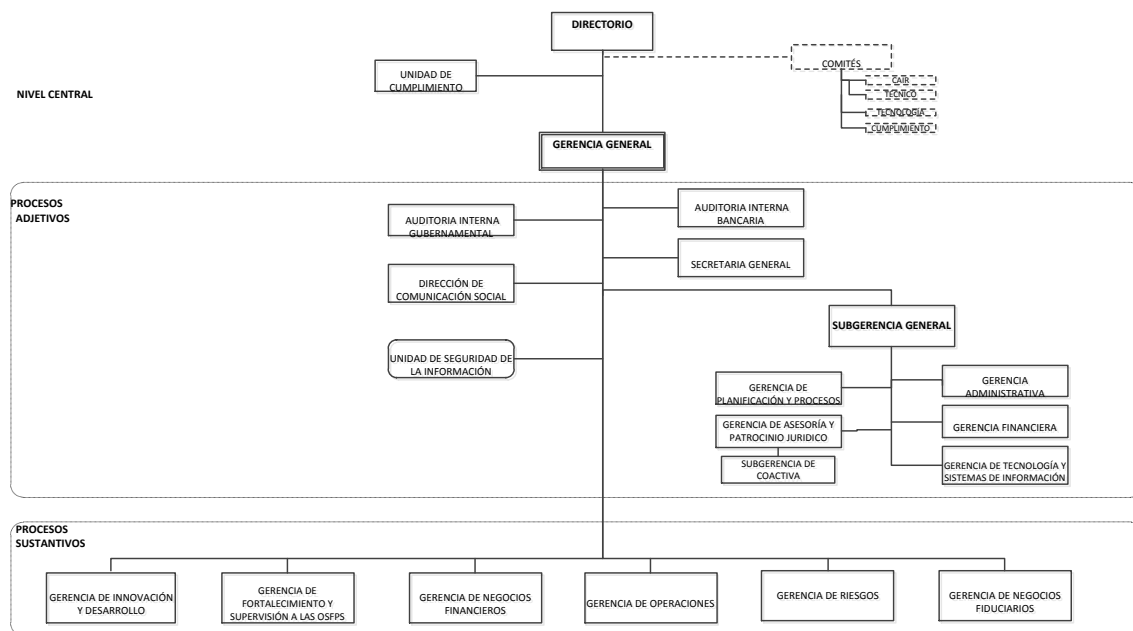 DIRECTORIO
COMITÉS
UNIDAD DE
CUMPLIMIENTO
CAIR
TECNICO
TECNOLOGIA
CUMPLIMIENTO
NIVEL CENTRAL
GERENCIA GENERAL
PROCESOS
ADJETIVOS
AUDITORIA INTERNA
GUBERNAMENTAL
AUDITORIA INTERNA
BANCARIA
SECRETARIA GENERAL
DIRECCIÓN DE
COMUNICACIÓN SOCIAL
SUBGERENCIA GENERAL
UNIDAD DE SEGURIDAD DE
LA INFORMACIÓN
GERENCIA DE
PLANIFICACIÓN Y PROCESOS
GERENCIA
ADMINISTRATIVA
GERENCIA DE ASESORÍA Y
PATROCINIO JURIDICO
GERENCIA FINANCIERA
SUBGERENCIA DE
COACTIVA
GERENCIA DE TECNOLOGÍA Y
SISTEMAS DE INFORMACIÓN
PROCESOS
SUSTANTIVOS
GERENCIA DE INNOVACIÓN
Y DESARROLLO
GERENCIA DE
FORTALECIMIENTO Y
SUPERVISIÓN A LAS OSFPS
GERENCIA DE NEGOCIOS
FINANCIEROS
GERENCIA DE OPERACIONES
GERENCIA DE RIESGOS
GERENCIA DE NEGOCIOS
FIDUCIARIOS